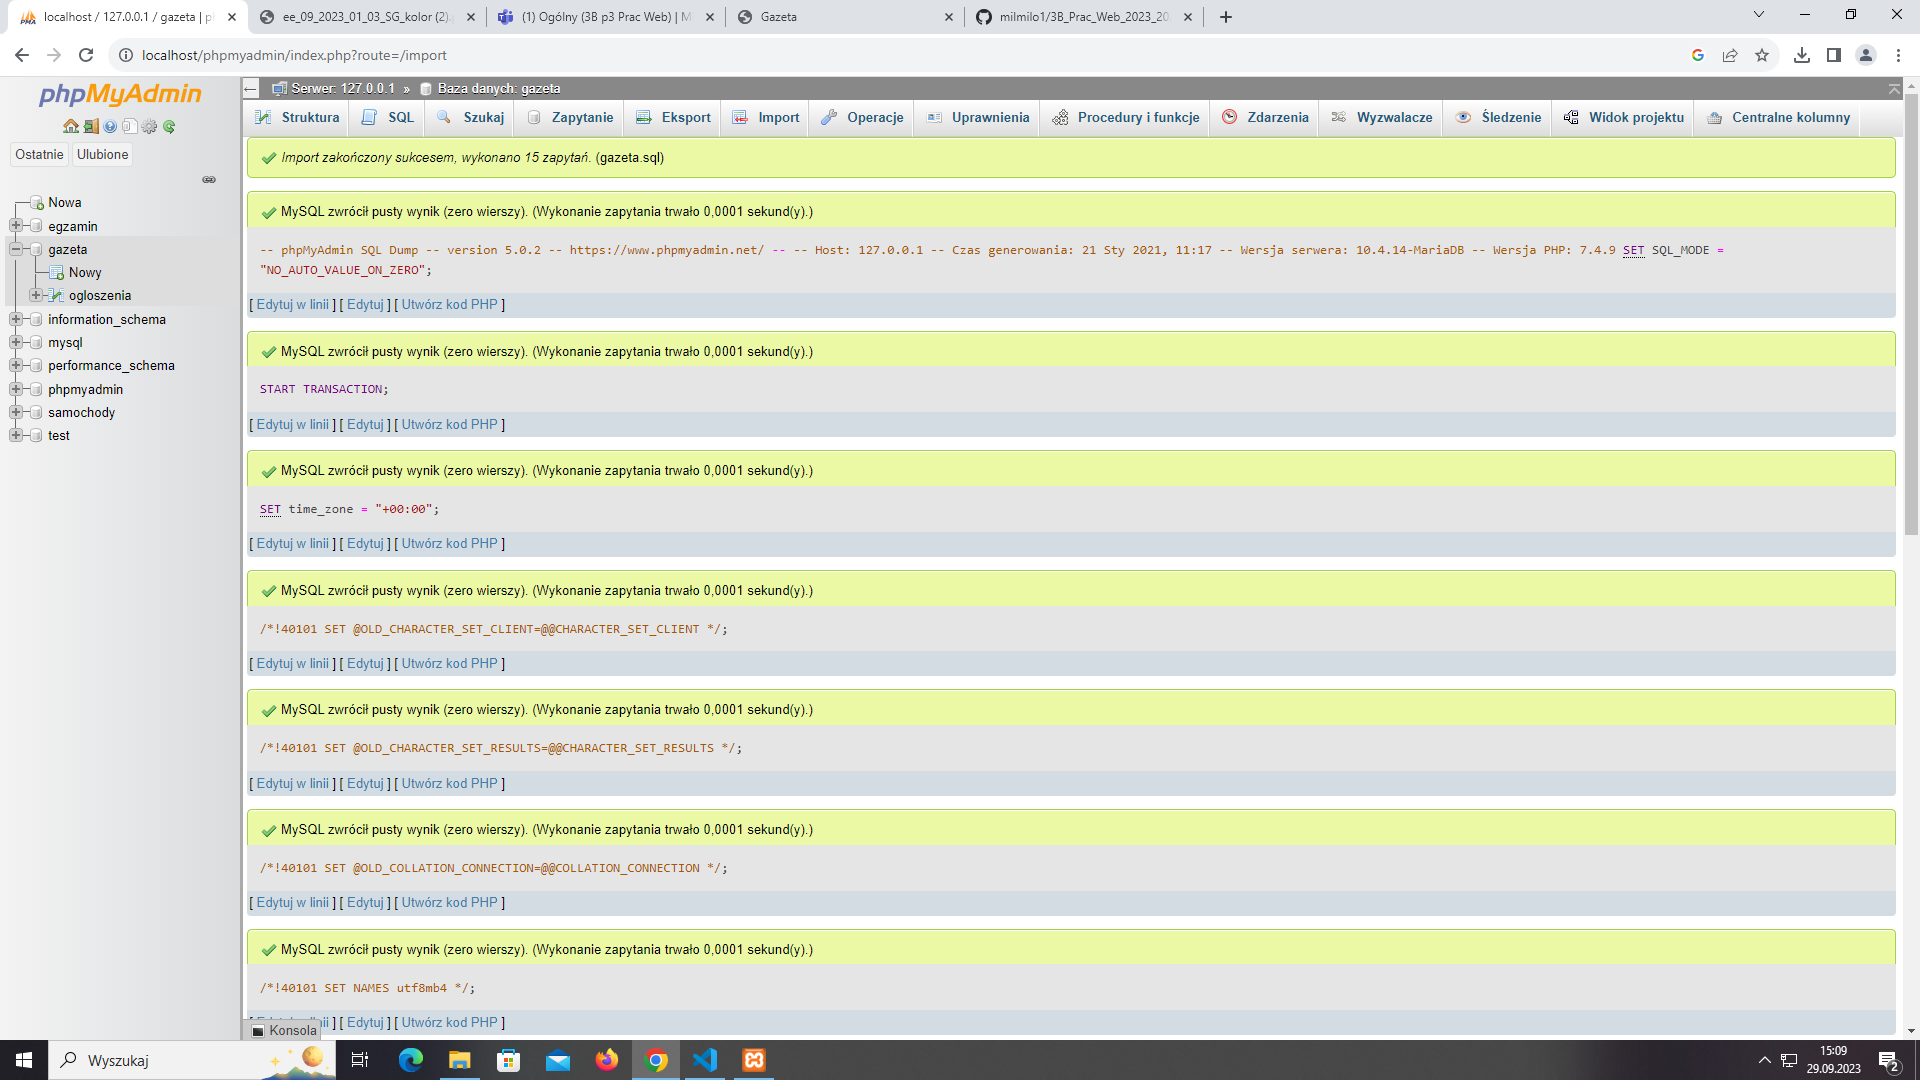 localhost / 127.0.0.1 / gazeta | p
ee_09_2023_01_03_SG_kolor (2).
(1) Ogólny (3B p3 Prac Web) | M
Gazeta
milmilo1/3B_Prac_Web_2023_20
localhost/phpmyadmin/index.php?route=/import
phpMyAdmin
Ostatnie Ulubione
Nowa
egzamin
gazeta
Nowy
ogloszenia
information_schema
mysql
performance_schema
phpmyadmin
samochody
test
Serwer: 127.0.0.1 » Baza danych: gazeta
Struktura SQL Szukaj Zapytanie Eksport Import Operacje Uprawnienia Procedury i funkcje Zdarzenia Wyzwalacze Śledzenie Widok projektu Centralne kolumny
Import zakończony sukcesem, wykonano 15 zapytań. (gazeta.sql)
MySQL zwrócił pusty wynik (zero wierszy). (Wykonanie zapytania trwało 0,0001 sekund(y).)
-- phpMyAdmin SQL Dump -- version 5.0.2 -- https://www.phpmyadmin.net/ -- -- Host: 127.0.0.1 -- Czas generowania: 21 Sty 2021, 11:17 -- Wersja serwera: 10.4.14-MariaDB -- Wersja PHP: 7.4.9 SET SQL_MODE =
"NO_AUTO_VALUE_ON_ZERO";
[ Edytuj w linii ] [ Edytuj ] [ Utwórz kod PHP ]
MySQL zwrócił pusty wynik (zero wierszy). (Wykonanie zapytania trwało 0,0001 sekund(y).)
START TRANSACTION;
[ Edytuj w linii ] [ Edytuj ] [ Utwórz kod PHP ]
MySQL zwrócił pusty wynik (zero wierszy). (Wykonanie zapytania trwało 0,0001 sekund(y).)
SET time_zone = "+00:00";
[ Edytuj w linii ] [ Edytuj ] [ Utwórz kod PHP ]
MySQL zwrócił pusty wynik (zero wierszy). (Wykonanie zapytania trwało 0,0001 sekund(y).)
/*!40101 SET @OLD_CHARACTER_SET_CLIENT=@@CHARACTER_SET_CLIENT */;
[ Edytuj w linii ] [ Edytuj ] [ Utwórz kod PHP ]
MySQL zwrócił pusty wynik (zero wierszy). (Wykonanie zapytania trwało 0,0001 sekund(y).)
/*!40101 SET @OLD_CHARACTER_SET_RESULTS=@@CHARACTER_SET_RESULTS */;
[ Edytuj w linii ] [ Edytuj ] [ Utwórz kod PHP ]
MySQL zwrócił pusty wynik (zero wierszy). (Wykonanie zapytania trwało 0,0001 sekund(y).)
/*!40101 SET @OLD_COLLATION_CONNECTION=@@COLLATION_CONNECTION */;
[ Edytuj w linii ] [ Edytuj ] [ Utwórz kod PHP ]
MySQL zwrócił pusty wynik (zero wierszy). (Wykonanie zapytania trwało 0,0001 sekund(y).)
/*!40101 SET NAMES utf8mb4 */;
] [ Edytuj ] [ Utwórz kod PHP ]
Konsola
Wyszukaj
15:09
29.09.2023
2